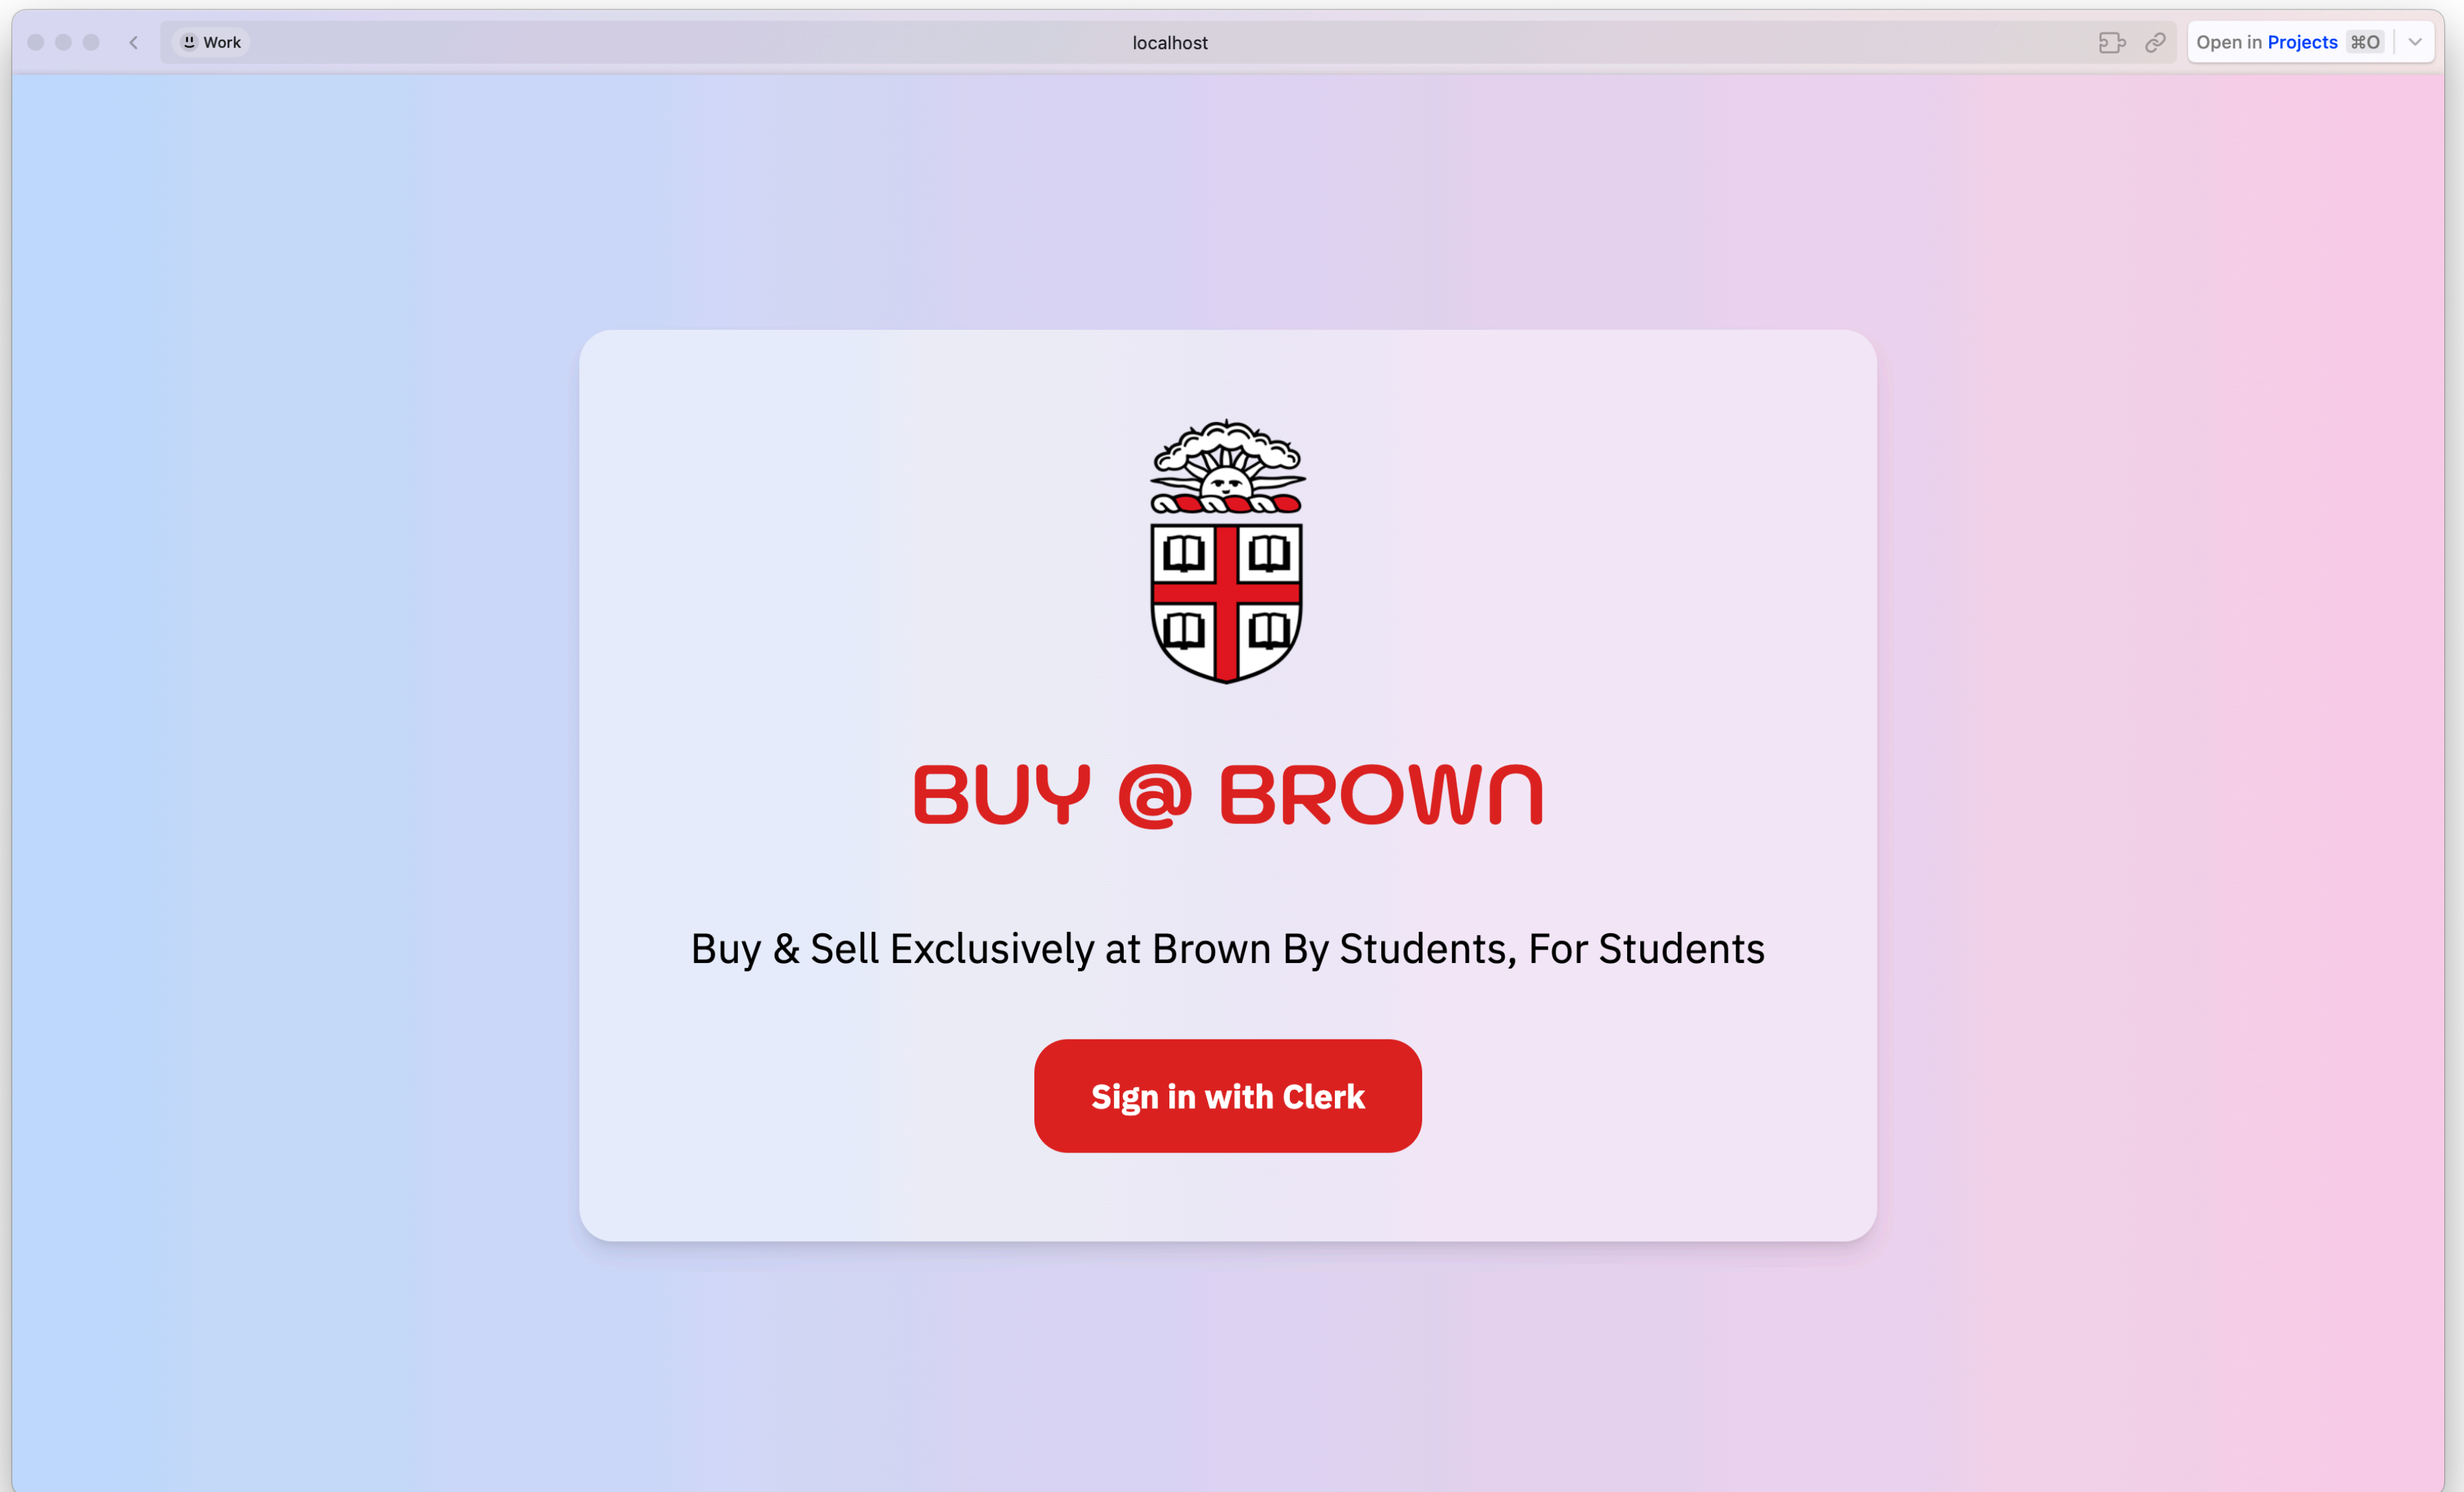 Work
localhost
Open in Projects ⌘O
BUY @ BROWN
Buy & Sell Exclusively at Brown By Students, For Students
Sign in with Clerk